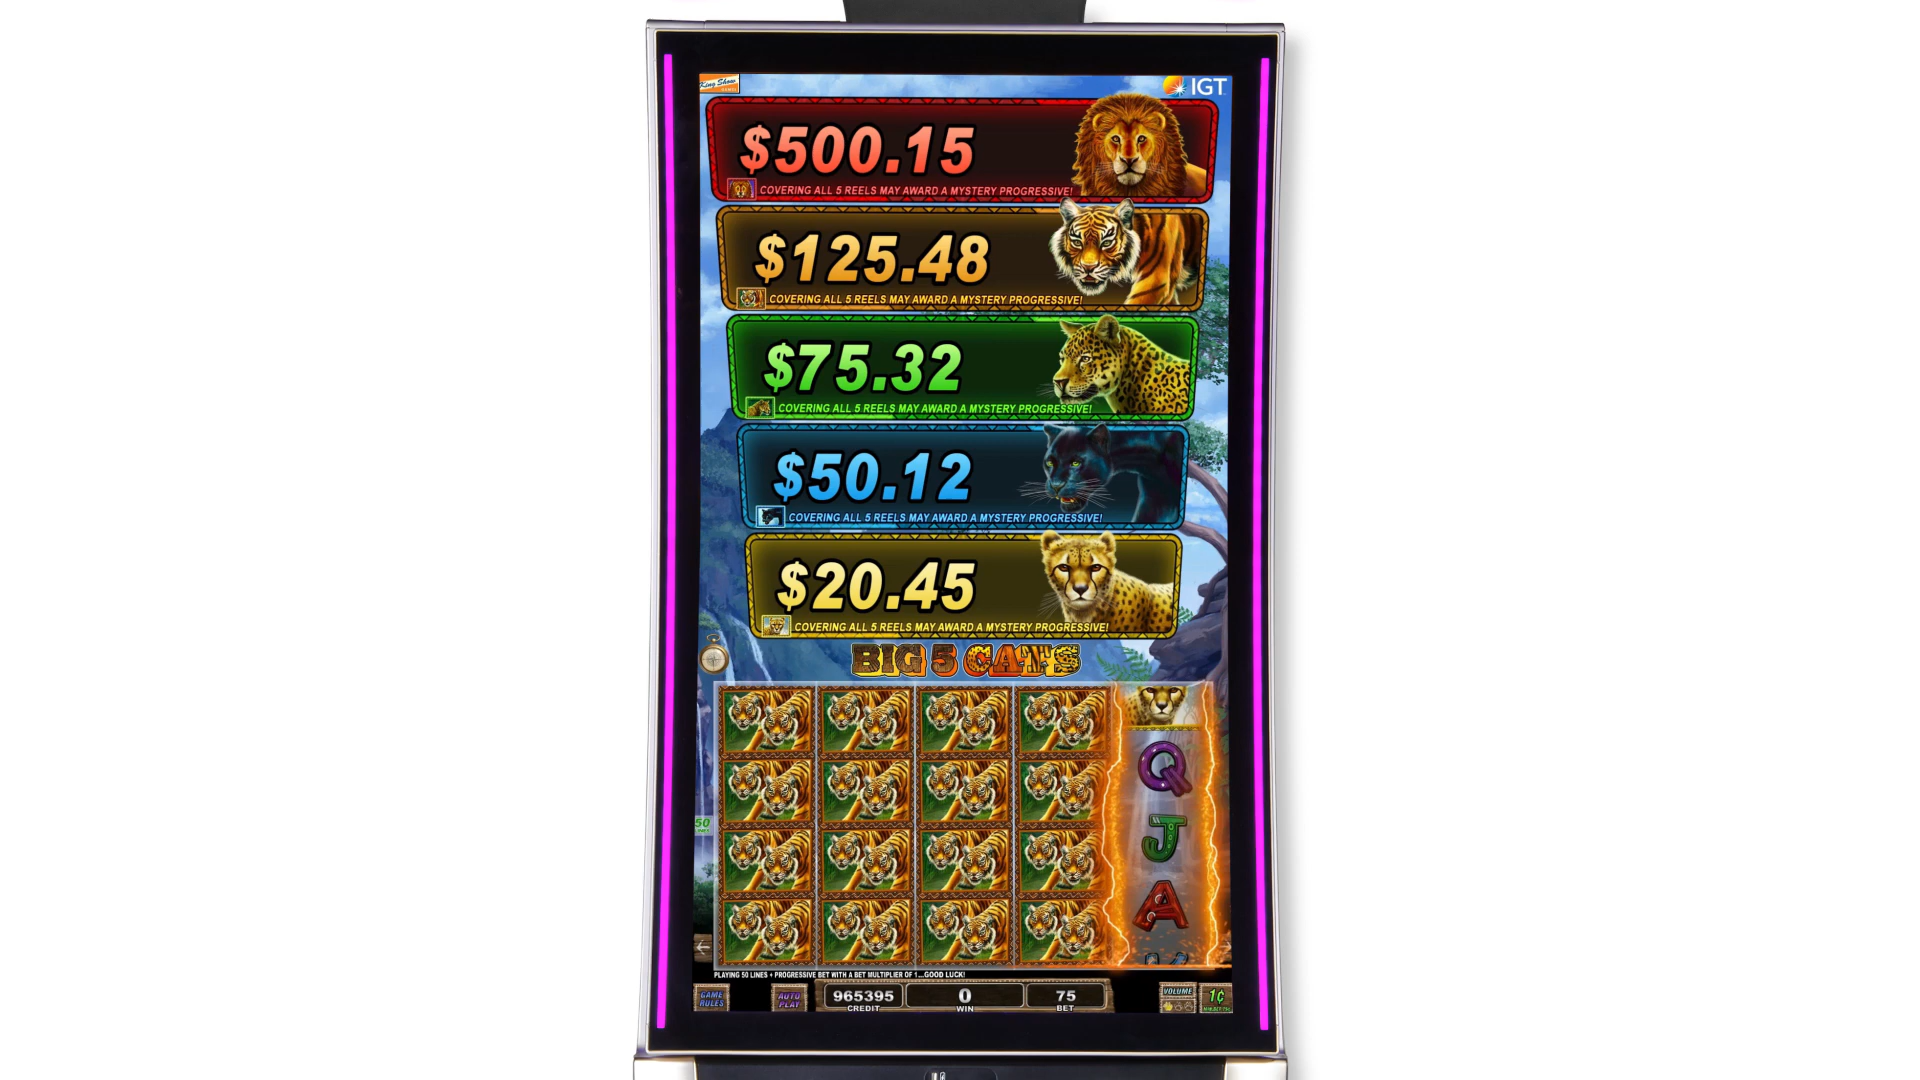 King Show
GAMES
IGT
$500.15
COVERING ALL 5 REELS MAY AWARD A MYSTERY PROGRESSIVE!
$125.48
COVERING ALL 5 REELS MAY AWARD A MYSTERY PROGRESSIVE!
$75.32
COVERING ALL 5 REELS MAY AWARD A MYSTERY PROGRESSIVE!
$50.12
COVERING ALL 5 REELS MAY AWARD A MYSTERY PROGRESSIVE!
$20.45
COVERING ALL 5 REELS MAY AWARD A MYSTERY PROGRESSIVE!
BIG 5 CATS
Q
50
J
A
PLAYING 50 LINES + PROGRESSIVE BET WITH A BET MULTIPLIER OF 1...GOOD LUCK!
GAME RULES
AUTO PLAY
965395
CREDIT
0
WIN
75
BET
VOLUME
1¢